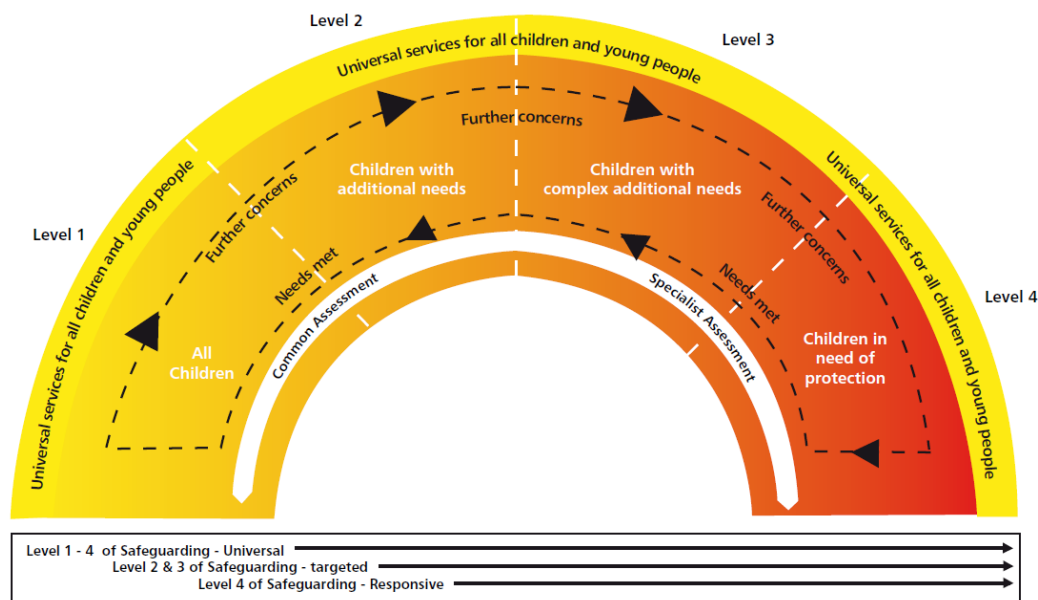 Level 1
Level 2
Level 3
Level 4
Universal services for all children and young people
Universal services for all children and young people
Universal services for all children and young people
Further concerns
Further concerns
Further concerns
All
Children
Children with
additional needs
Children with
complex additional needs
Children in
need of
protection
Needs met
Needs met
Common Assessment
Specialist Assessment
Level 1 - 4 of Safeguarding - Universal
Level 2 & 3 of Safeguarding - targeted
Level 4 of Safeguarding - Responsive